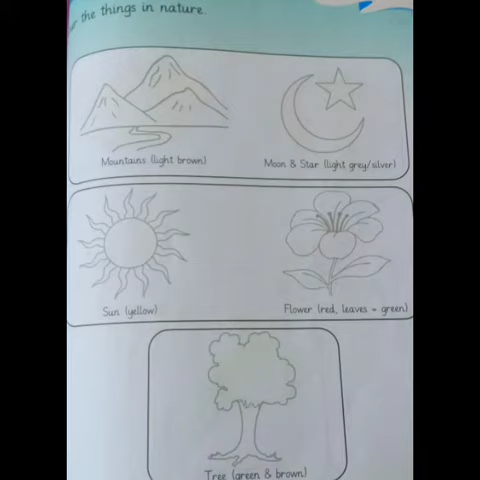 the things in nature.
Mountains (light brown)
Moon & Star (light grey/silver)
Sun (yellow)
Flower (red, leaves = green)
Tree (green & brown)